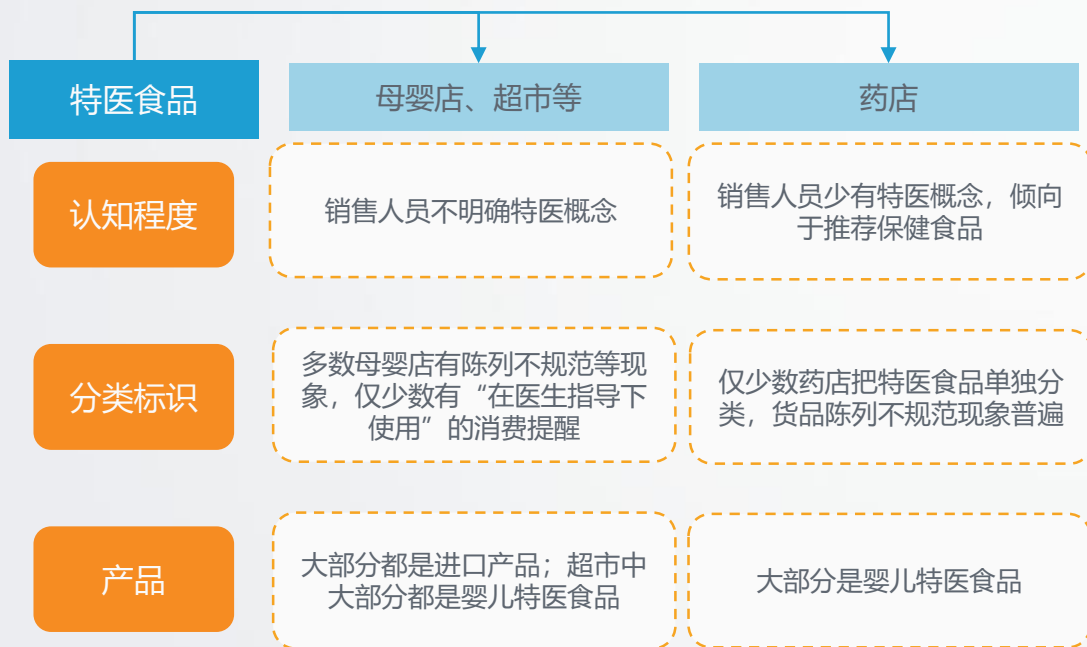 特医食品
母婴店、超市等
药店
认知程度
销售人员不明确特医概念
销售人员少有特医概念，倾向
于推荐保健食品
分类标识
多数母婴店有陈列不规范等现
象，仅少数有“在医生指导下
使用”的消费提醒
仅少数药店把特医食品单独分
类，货品陈列不规范现象普遍
产品
大部分都是进口产品；超市中
大部分都是婴儿特医食品
大部分是婴儿特医食品